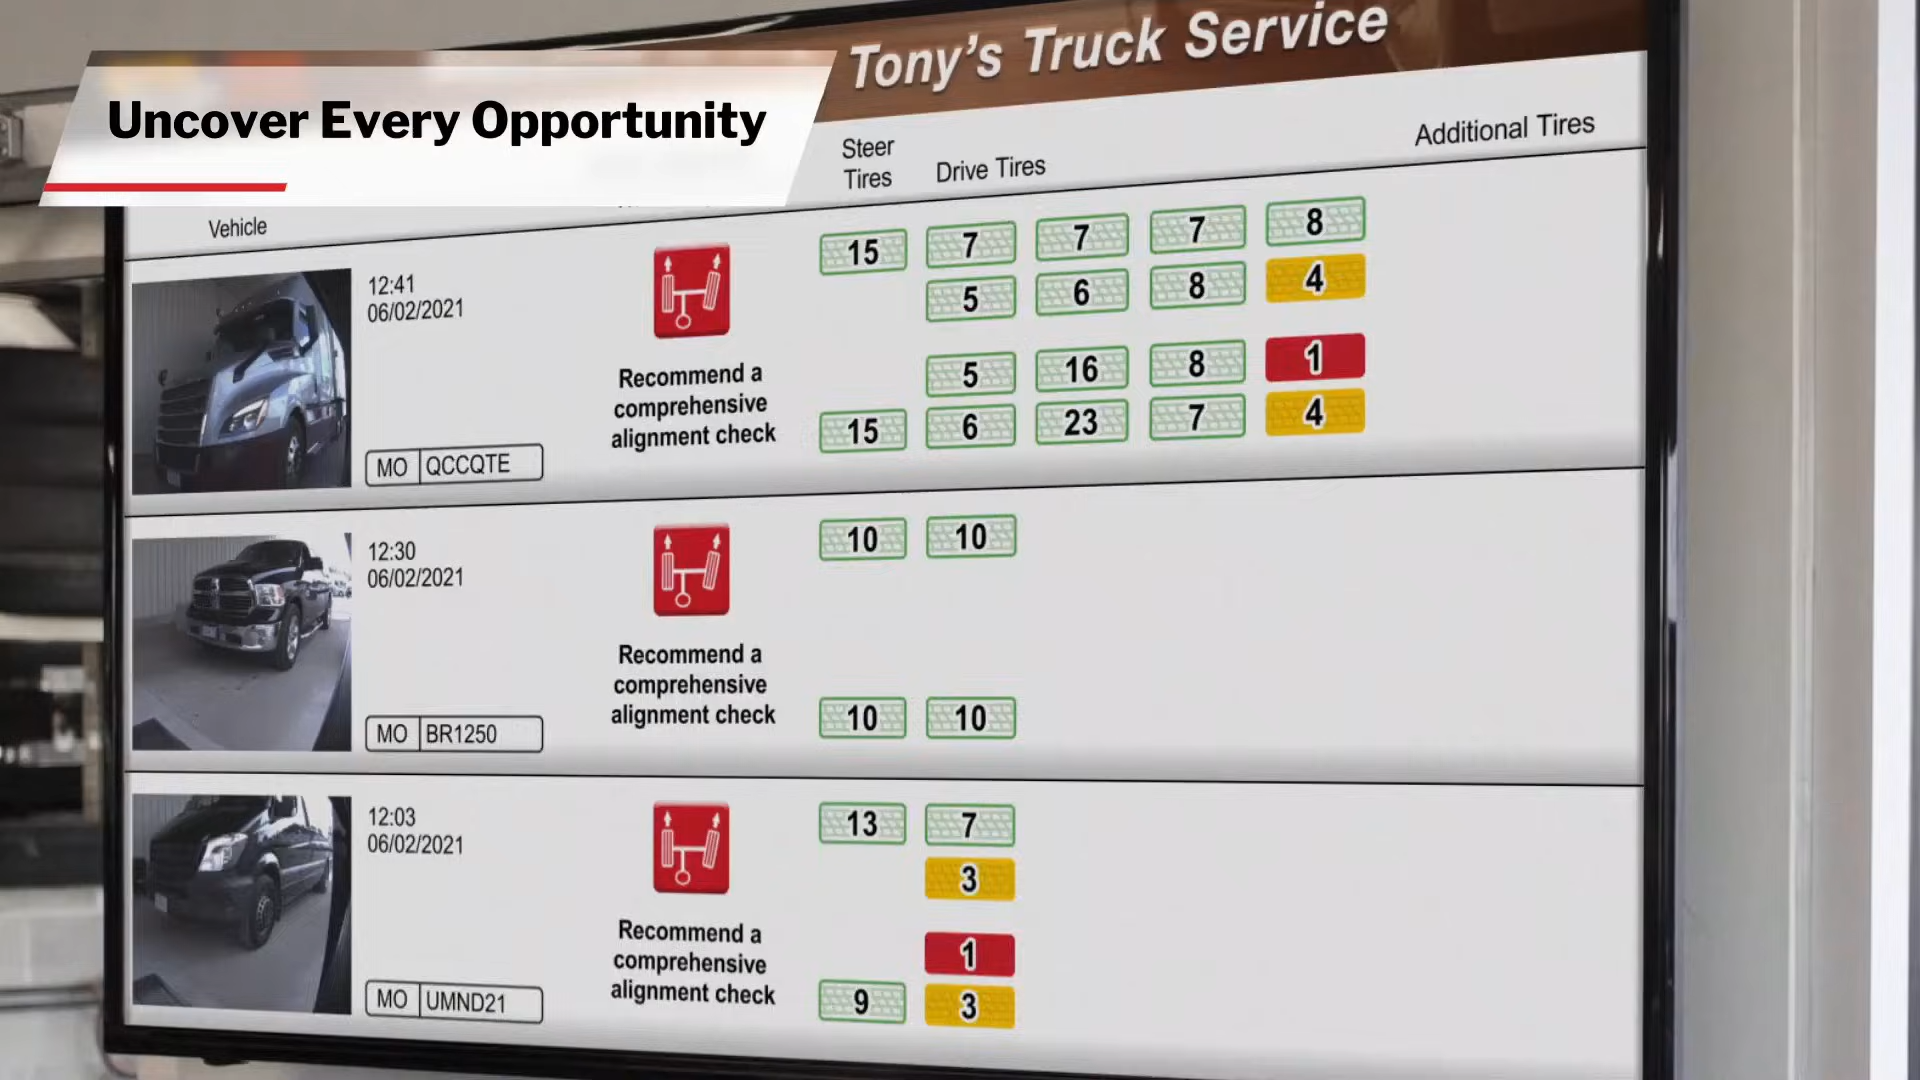 Uncover Every Opportunity
Tony's Truck Service
Vehicle
Steer
Tires
Drive Tires
Additional Tires
12:41
06/02/2021
MO QCCQTE
Recommend a
comprehensive
alignment check
15 7 7 7 8
5 6 8 4
5 16 8 1
15 6 23 7 4
12:30
06/02/2021
MO BR1250
Recommend a
comprehensive
alignment check
10 10
10 10
12:03
06/02/2021
MO UMND21
Recommend a
comprehensive
alignment check
13 7
3
1
9 3